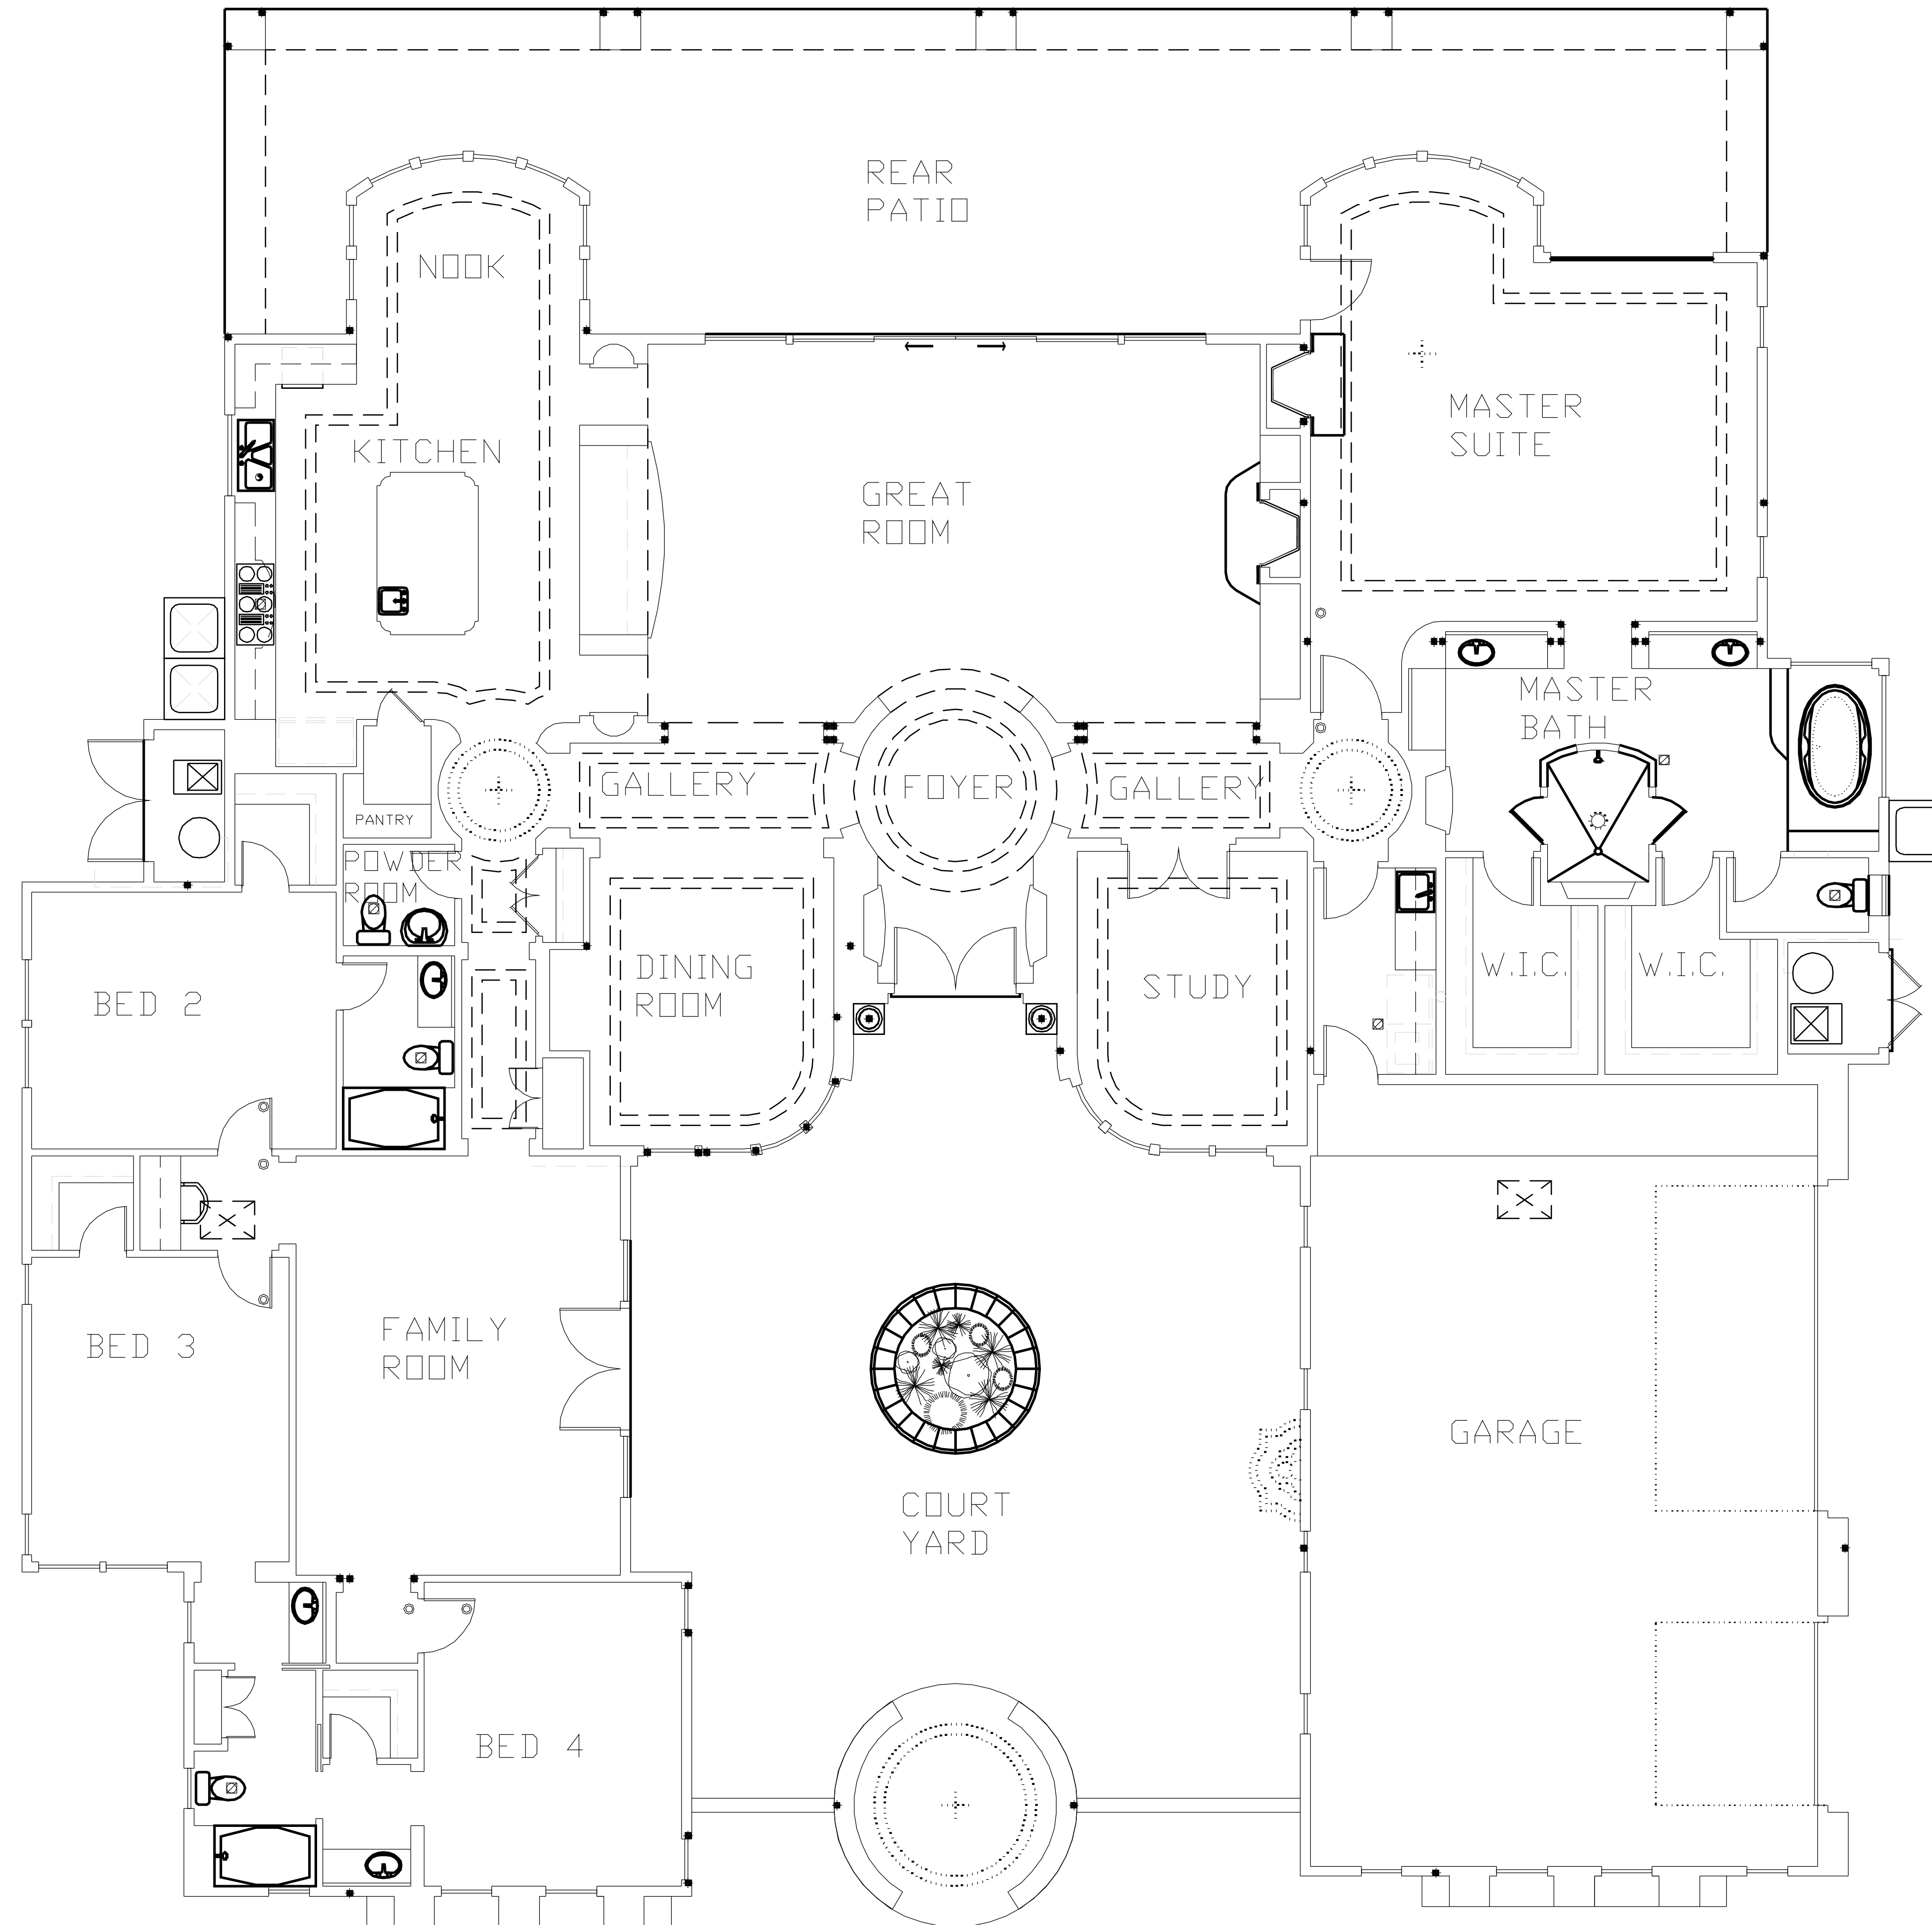 REAR
PATIO
NOOK
KITCHEN
GREAT
ROOM
MASTER
SUITE
MASTER
BATH
GALLERY
FOYER
GALLERY
PANTRY
POWDER
ROOM
DINING
ROOM
STUDY
W.I.C.
W.I.C.
BED 2
BED 3
FAMILY
ROOM
GARAGE
COURT
YARD
BED 4